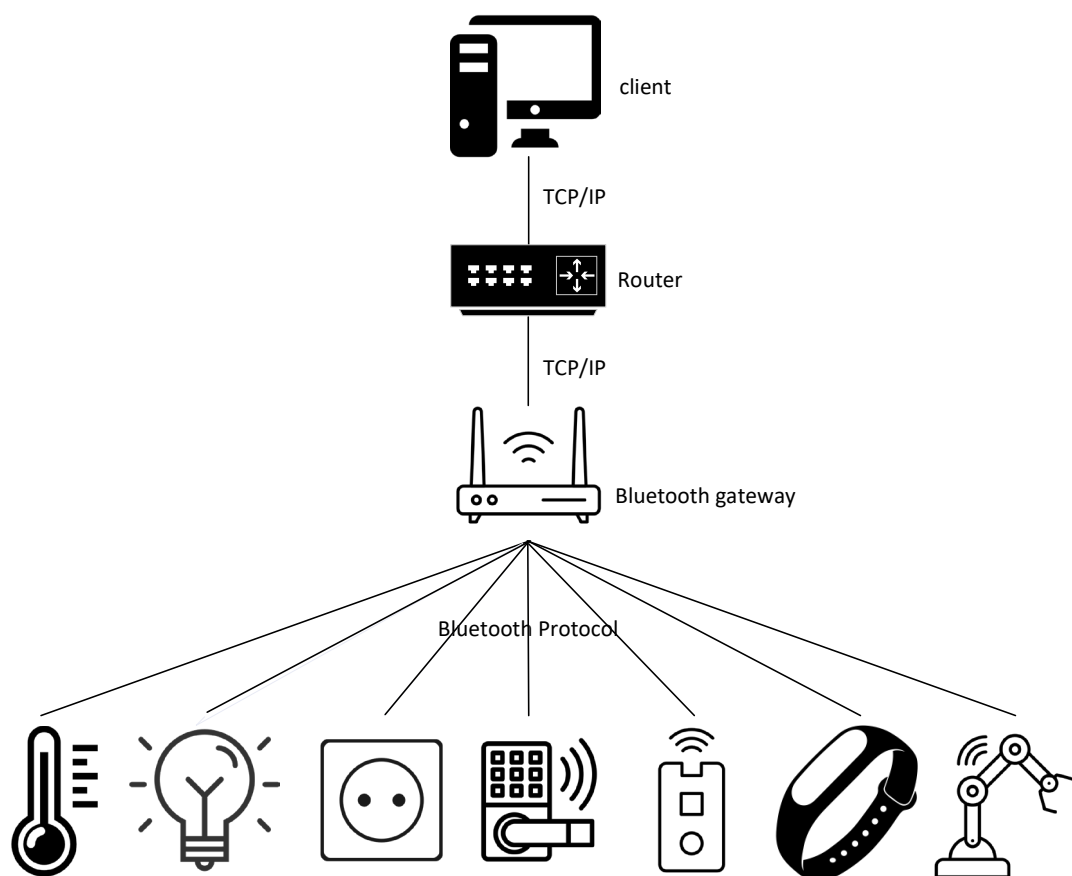 client
TCP/IP
Router
TCP/IP
Bluetooth gateway
Bluetooth Protocol